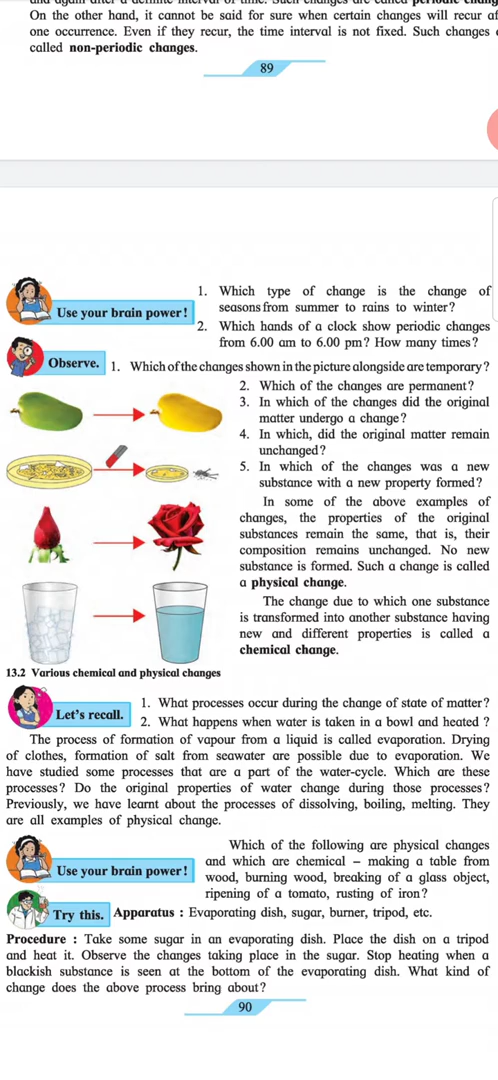 On the other hand, it cannot be said for sure when certain changes will recur
one occurrence. Even if they recur, the time interval is not fixed. Such changes
called non-periodic changes.
89
1. Which type of change is the change of
seasons from summer to rains to winter?
Use your brain power!
2. Which hands of a clock show periodic changes
from 6.00 am to 6.00 pm? How many times?
Observe.
1. Which of the changes shown in the picture alongside are temporary?
2. Which of the changes are permanent?
3. In which of the changes did the original
matter undergo a change?
4. In which, did the original matter remain
unchanged?
5. In which of the changes was a new
substance with a new property formed?
In some of the above examples of
changes, the properties of the original
substances remain the same, that is, their
composition remains unchanged. No new
substance is formed. Such a change is called
a physical change.
The change due to which one substance
is transformed into another substance having
new and different properties is called a
chemical change.
13.2 Various chemical and physical changes
Let's recall.
1. What processes occur during the change of state of matter?
2. What happens when water is taken in a bowl and heated ?
The process of formation of vapour from a liquid is called evaporation. Drying
of clothes, formation of salt from seawater are possible due to evaporation. We
have studied some processes that are a part of the water-cycle. Which are these
processes? Do the original properties of water change during those processes?
Previously, we have learnt about the processes of dissolving, boiling, melting. They
are all examples of physical change.
Use your brain power!
Which of the following are physical changes
and which are chemical – making a table from
wood, burning wood, breaking of a glass object,
ripening of a tomato, rusting of iron?
Try this.
Apparatus : Evaporating dish, sugar, burner, tripod, etc.
Procedure : Take some sugar in an evaporating dish. Place the dish on a tripod
and heat it. Observe the changes taking place in the sugar. Stop heating when a
blackish substance is seen at the bottom of the evaporating dish. What kind of
change does the above process bring about?
90